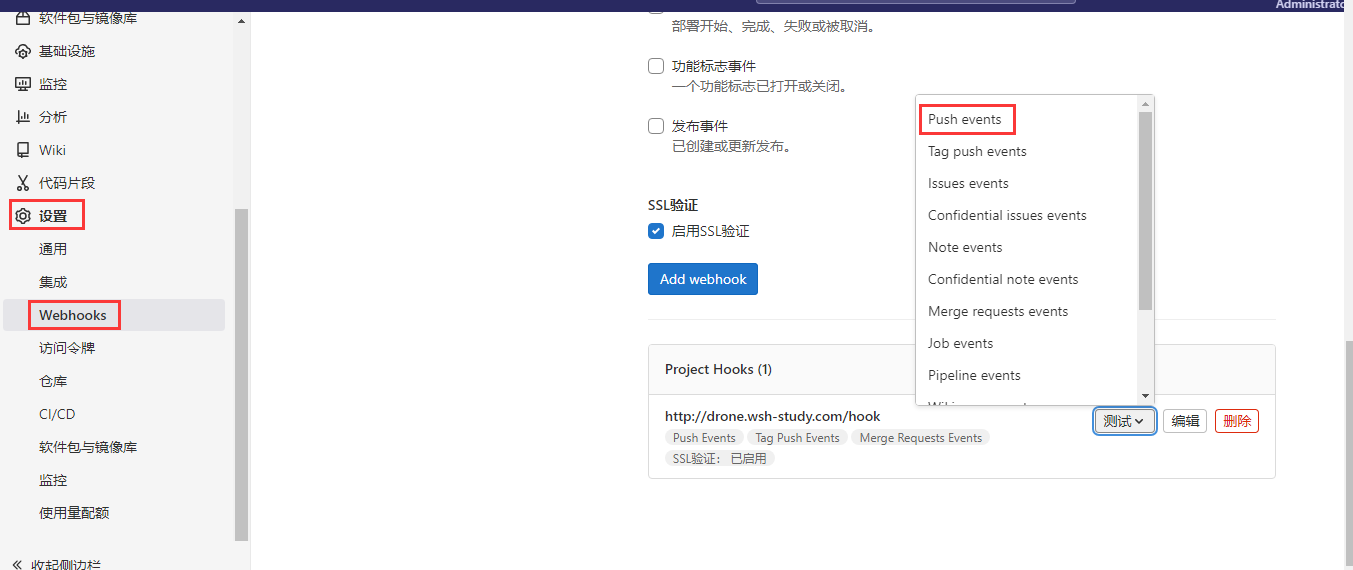 Administrato
软件包与镜像库
基础设施
监控
分析
Wiki
代码片段
设置
通用
集成
Webhooks
访问令牌
仓库
CI/CD
软件包与镜像库
监控
使用量配额
收起侧边栏
部署开始、完成、失败或被取消。
功能标志事件
一个功能标志已打开或关闭。
发布事件
已创建或更新发布。
SSL验证
启用SSL验证
Add webhook
Push events
Tag push events
Issues events
Confidential issues events
Note events
Confidential note events
Merge requests events
Job events
Pipeline events
Project Hooks (1)
http://drone.wsh-study.com/hook
测试 编辑 删除
Push Events Tag Push Events Merge Requests Events
SSL验证： 已启用